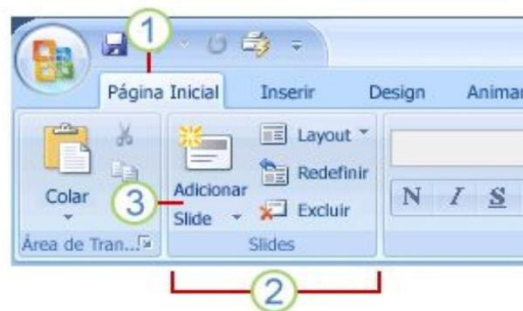 1
Página Inicial Inserir Design Animar
Layout
Redefinir
Colar
3
Adicionar
Slide
Excluir
N I S
Área de Tran...
Slides
2